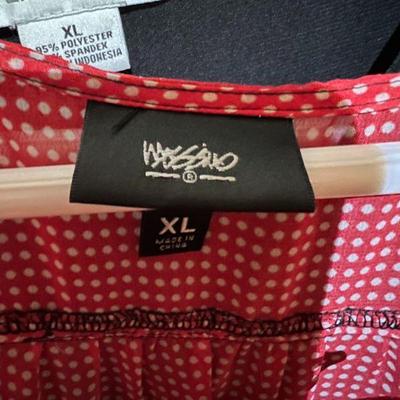 XL
95% POLYESTER
SPANDEX
INDONESIA
Mossimo
®
XL
MADE IN
CHINA